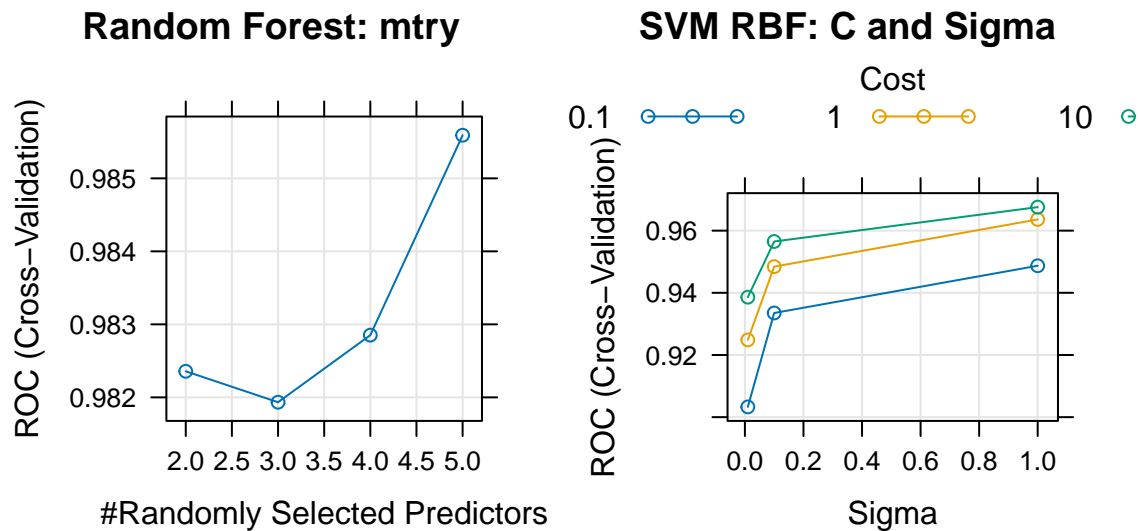 Random Forest: mtry
ROC (Cross−Validation)
0.985
0.984
0.983
0.982
2.0 2.5 3.0 3.5 4.0 4.5 5.0
#Randomly Selected Predictors
SVM RBF: C and Sigma
Cost
0.1 1 10
ROC (Cross−Validation)
0.96
0.94
0.92
0.0 0.2 0.4 0.6 0.8 1.0
Sigma